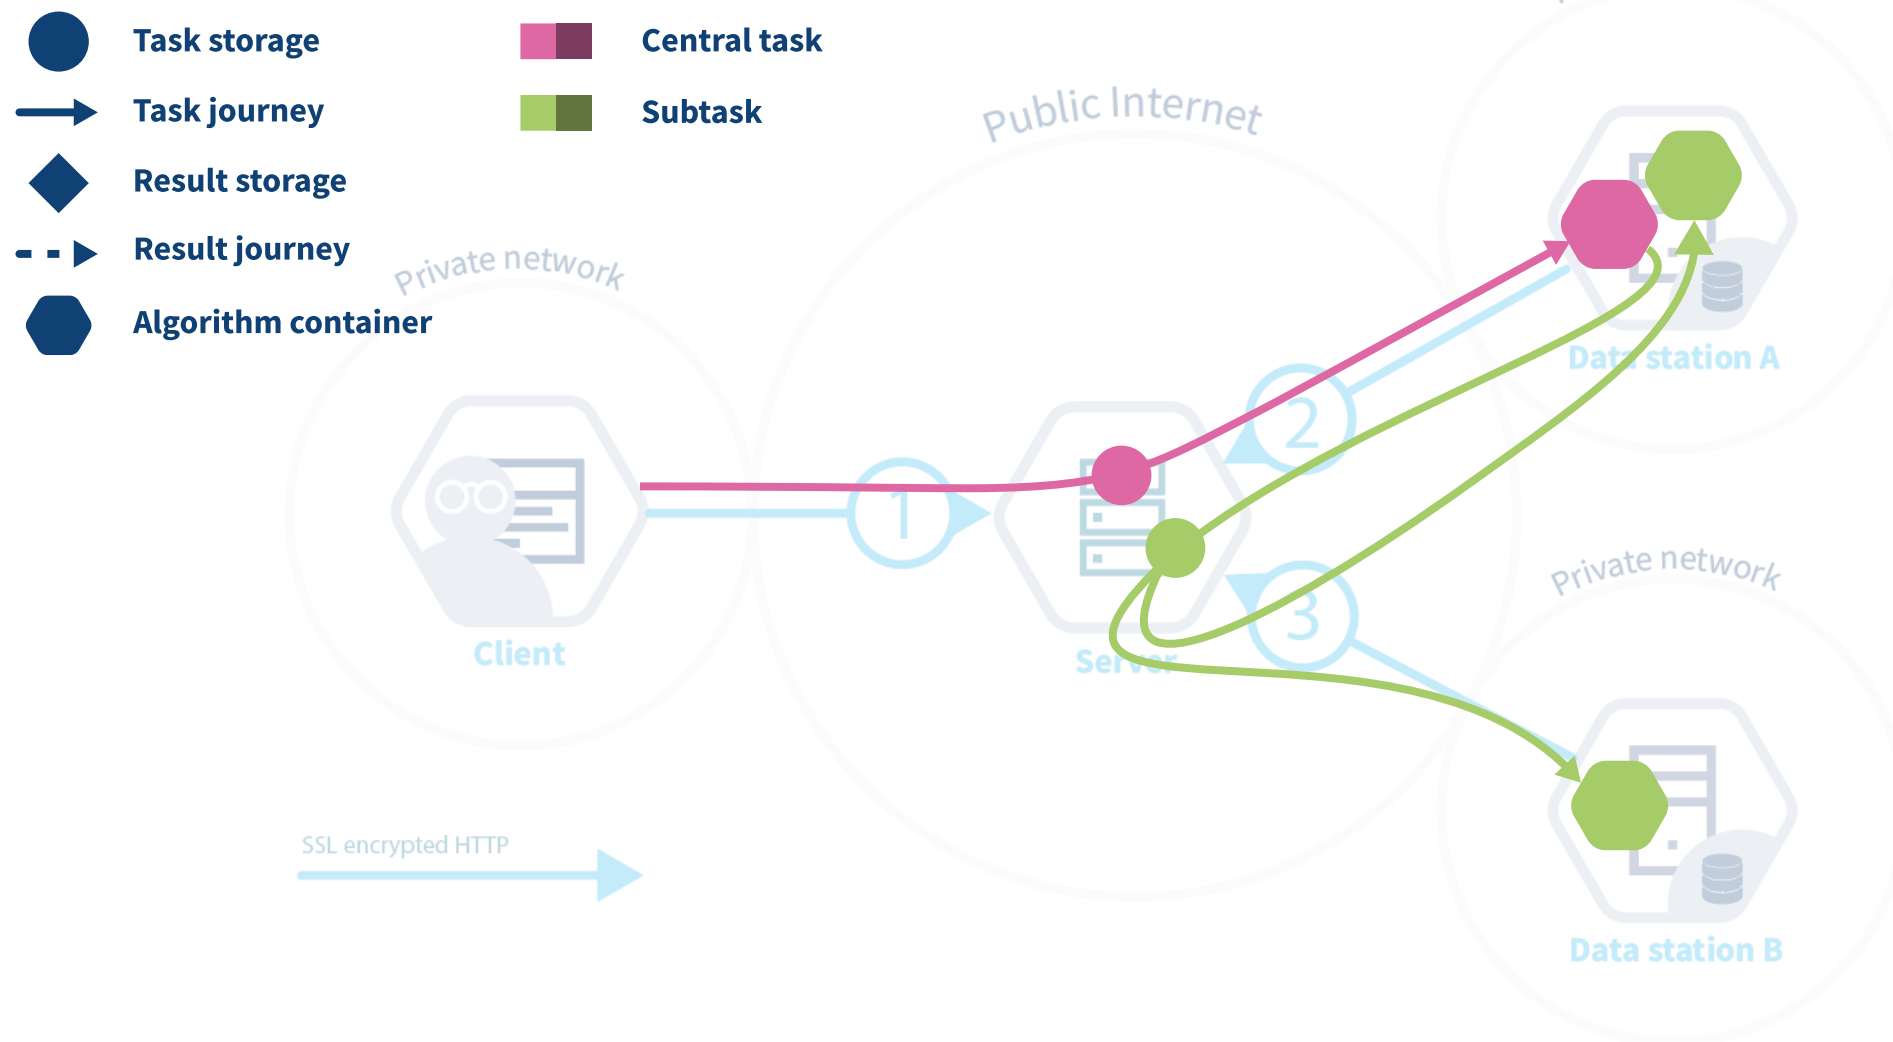 Task storage
Task journey
Result storage
Result journey
Algorithm container
Central task
Subtask
Public Internet
Private network
1
2
3
Client
Server
Data station A
Private network
Data station B
SSL encrypted HTTP